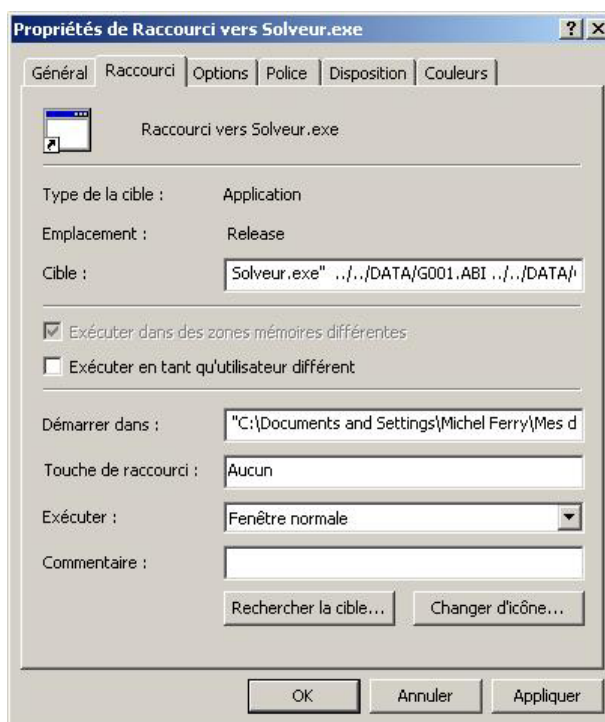 Propriétés de Raccourci vers Solveur.exe
Général Raccourci Options Police Disposition Couleurs
Raccourci vers Solveur.exe
Type de la cible : Application
Emplacement : Release
Cible : Solveur.exe" ../../DATA/G001.ABI ../../DATA/
Exécuter dans des zones mémoires différentes
Exécuter en tant qu'utilisateur différent
Démarrer dans : "C:\Documents and Settings\Michel Ferry\Mes d
Touche de raccourci : Aucun
Exécuter : Fenêtre normale
Commentaire :
Rechercher la cible... Changer d'icône...
OK Annuler Appliquer